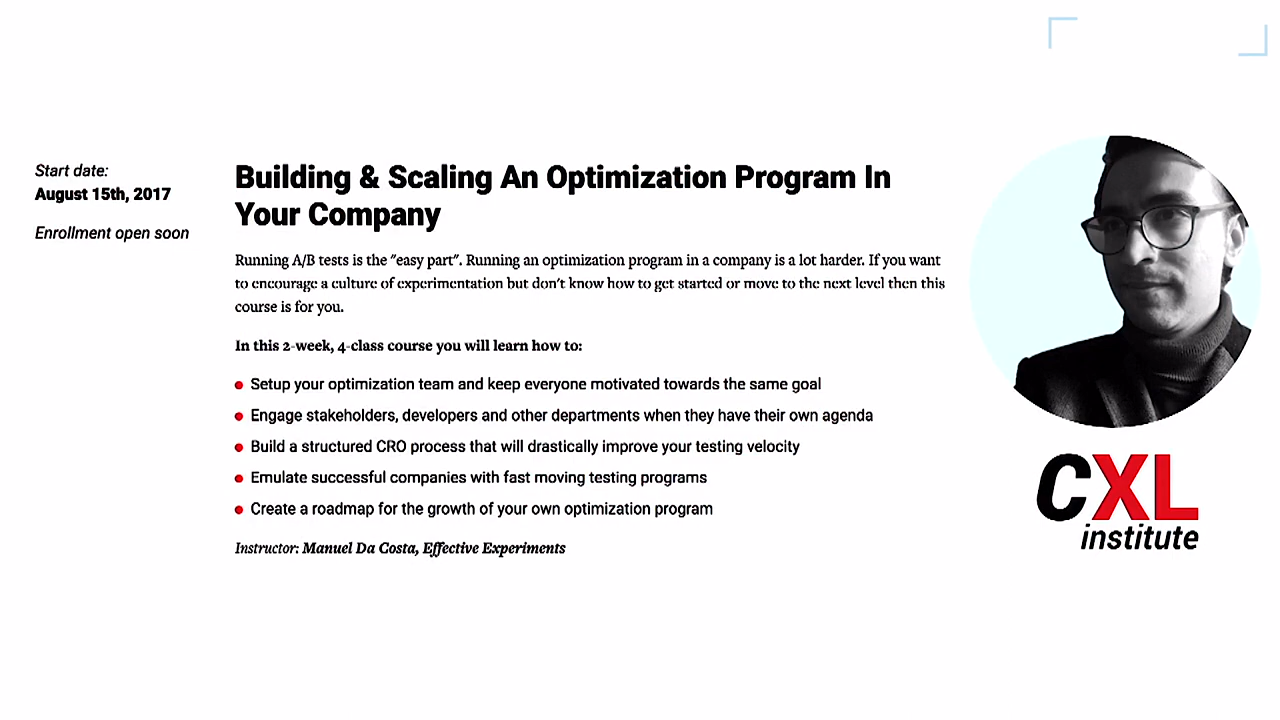 Start date:
August 15th, 2017
Enrollment open soon
Building & Scaling An Optimization Program In
Your Company
Running A/B tests is the "easy part". Running an optimization program in a company is a lot harder. If you want
to encourage a culture of experimentation but don't know how to get started or move to the next level then this
course is for you.
In this 2-week, 4-class course you will learn how to:
Setup your optimization team and keep everyone motivated towards the same goal
Engage stakeholders, developers and other departments when they have their own agenda
Build a structured CRO process that will drastically improve your testing velocity
Emulate successful companies with fast moving testing programs
Create a roadmap for the growth of your own optimization program
Instructor: Manuel Da Costa, Effective Experiments
CXL
institute